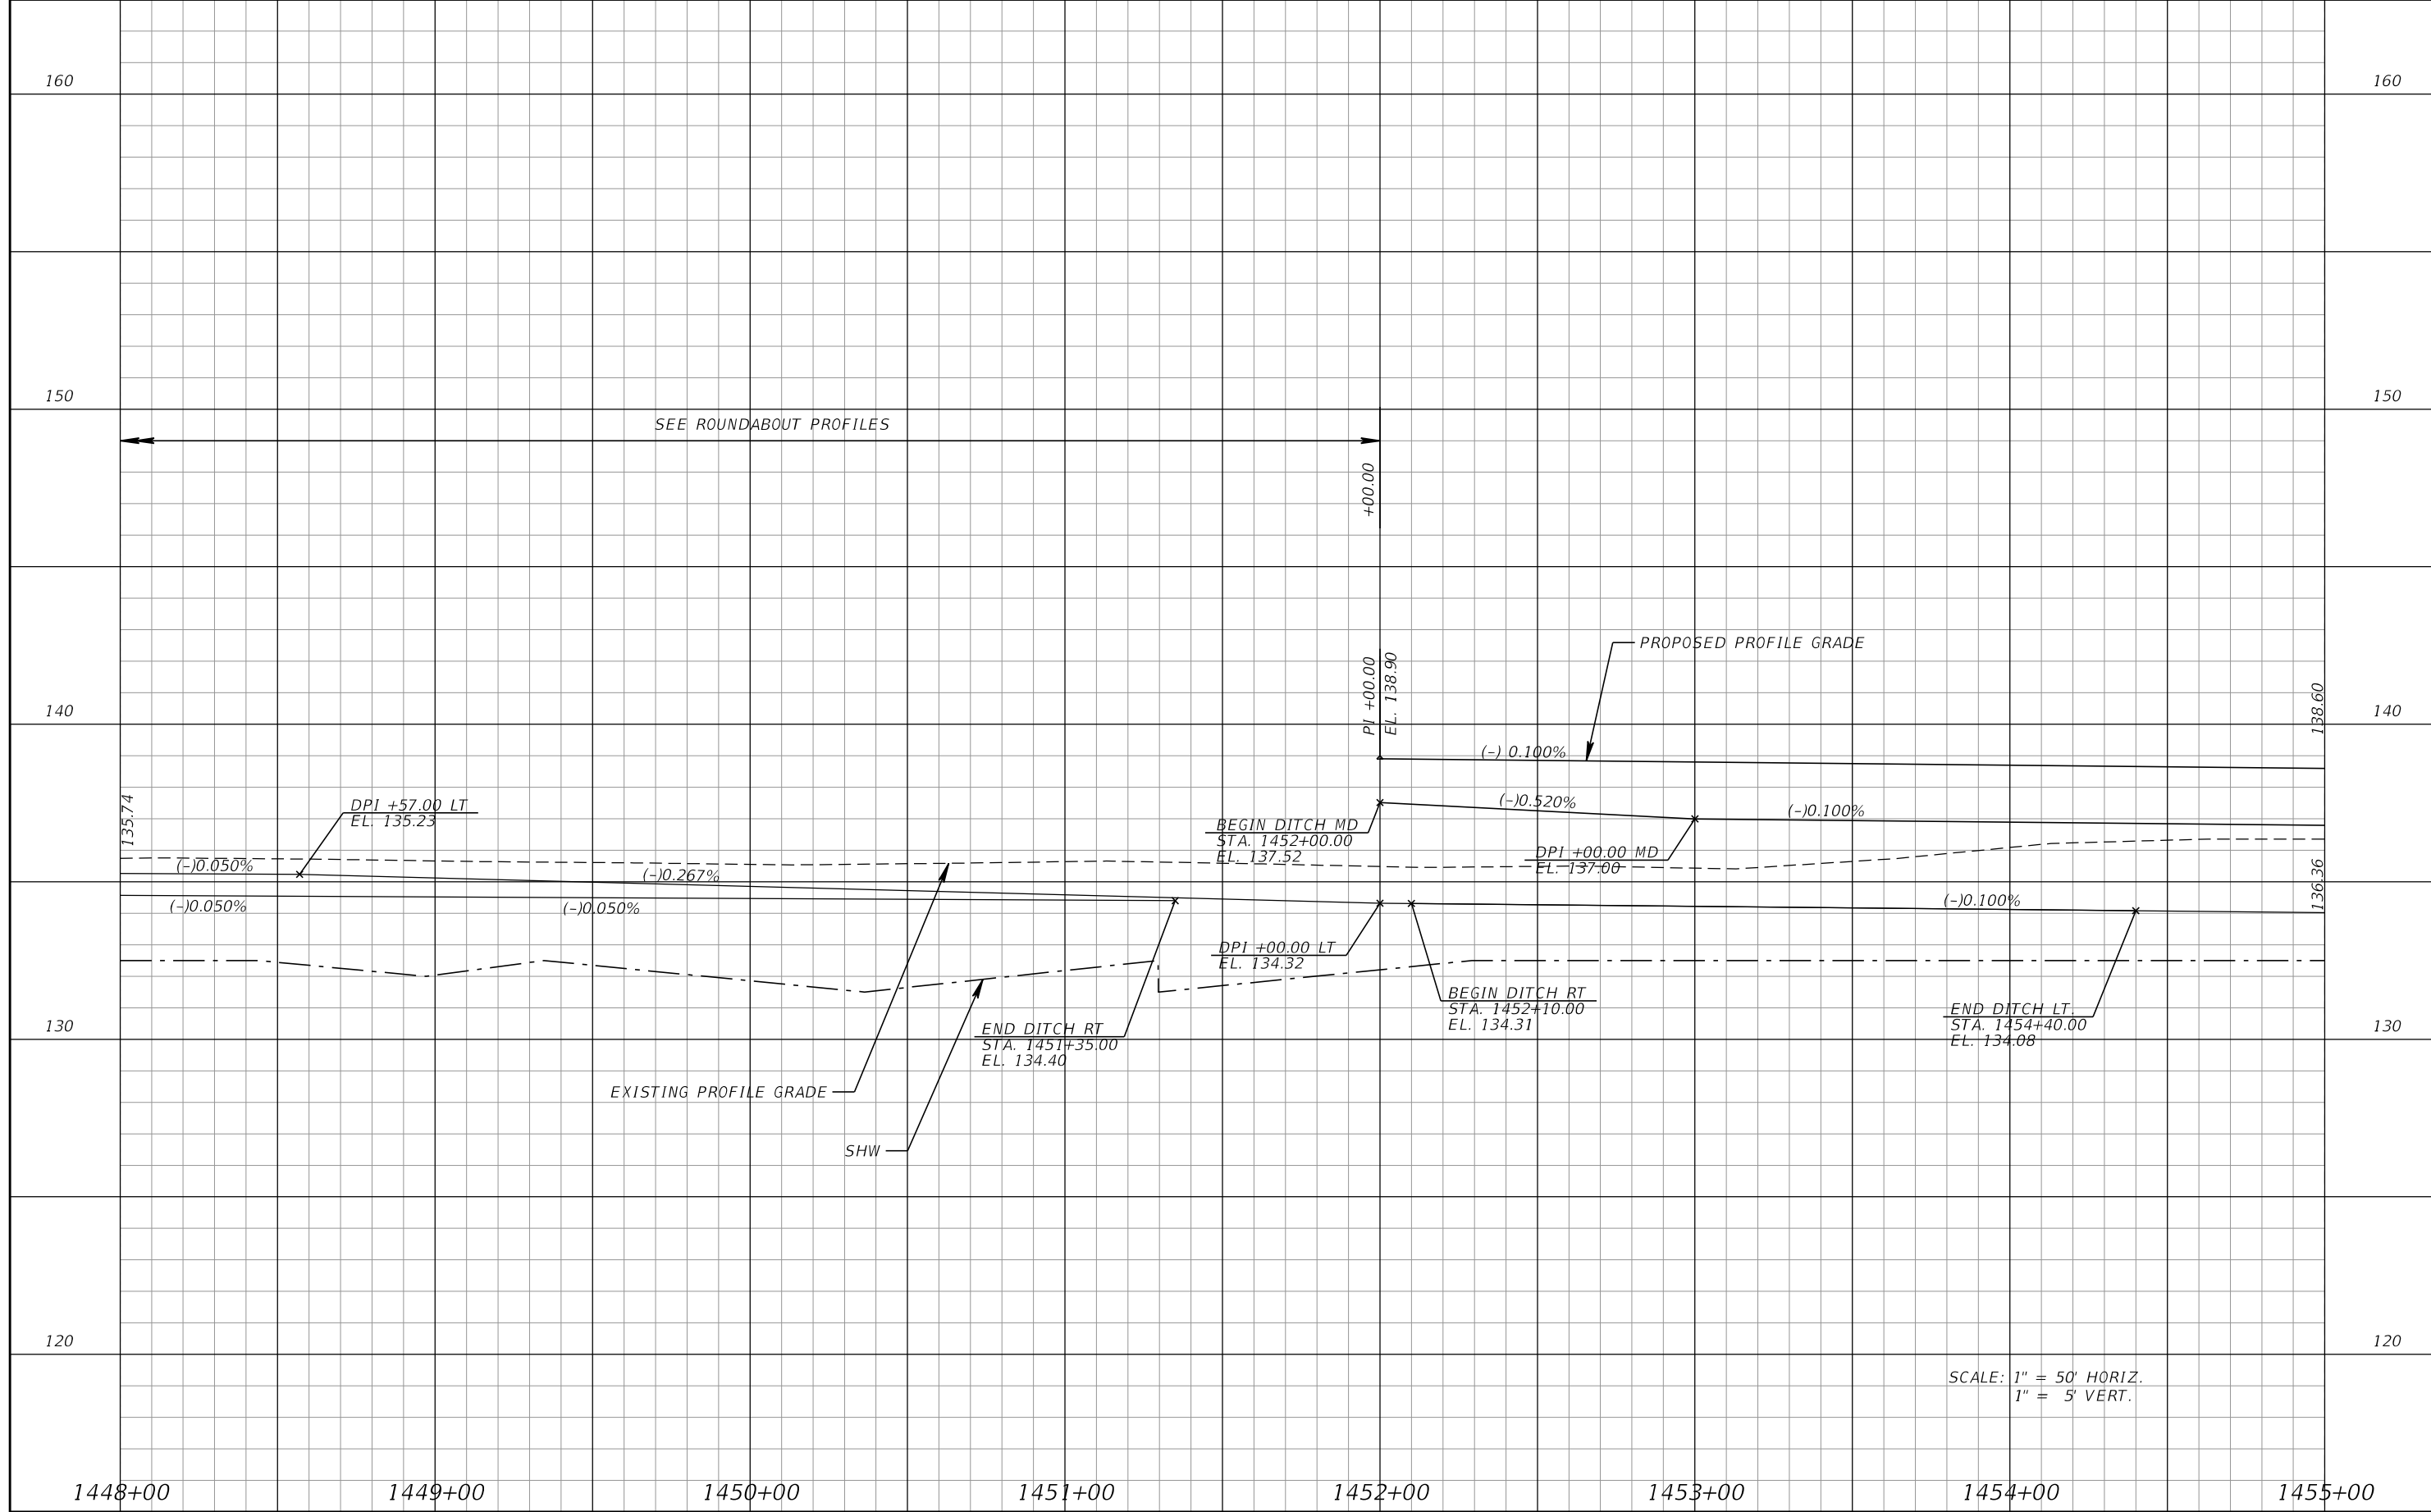 160
160
150
150
SEE ROUNDABOUT PROFILES
+00.00
PROPOSED PROFILE GRADE
PI +00.00
EL. 138.90
138.60
140
140
(-) 0.100%
135.74
DPI +57.00 LT
EL. 135.23
(-)0.520%
(-)0.100%
BEGIN DITCH MD
STA. 1452+00.00
EL. 137.52
DPI +00.00 MD
EL. 137.00
136.36
(-)0.050%
(-)0.267%
(-)0.050%
(-)0.050%
(-)0.100%
DPI +00.00 LT
EL. 134.32
BEGIN DITCH RT
STA. 1452+10.00
EL. 134.31
END DITCH LT.
STA. 1454+40.00
EL. 134.08
130
130
END DITCH RT
STA. 1451+35.00
EL. 134.40
EXISTING PROFILE GRADE
SHW
120
120
SCALE: 1" = 50' HORIZ.
1" = 5' VERT.
1448+00
1449+00
1450+00
1451+00
1452+00
1453+00
1454+00
1455+00